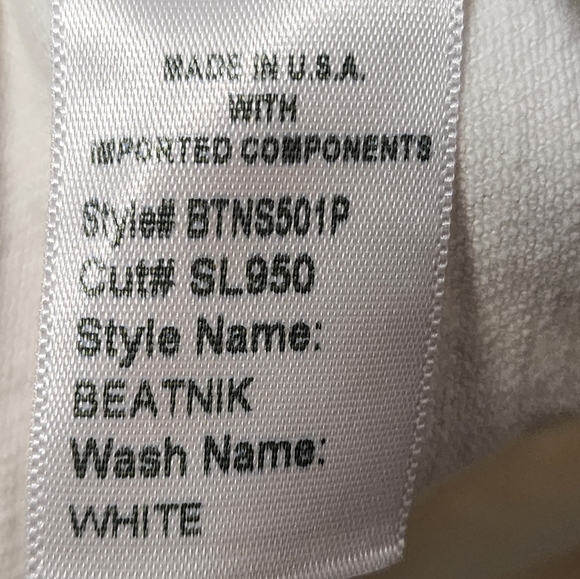 MADE IN U.S.A.
WITH
IMPORTED COMPONENTS
Style# BTNS501P
Cut# SL950
Style Name:
BEATNIK
Wash Name:
WHITE